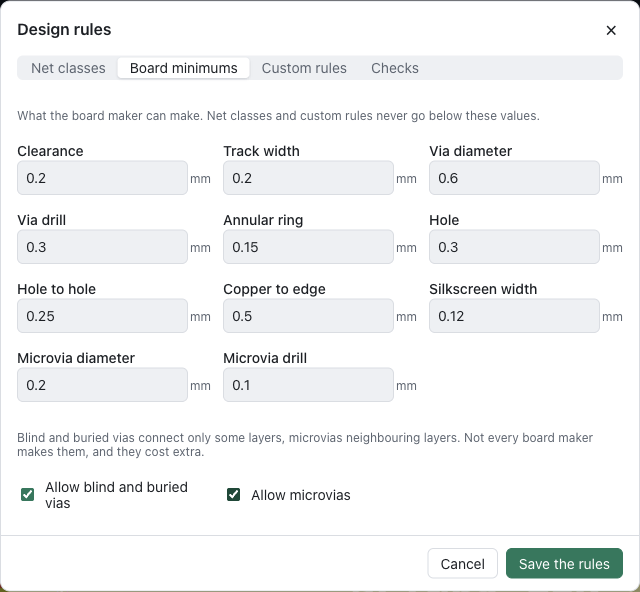 Design rules
Net classes
Board minimums
Custom rules
Checks
What the board maker can make. Net classes and custom rules never go below these values.
Clearance
Track width
Via diameter
0.2 mm
0.2 mm
0.6 mm
Via drill
Annular ring
Hole
0.3 mm
0.15 mm
0.3 mm
Hole to hole
Copper to edge
Silkscreen width
0.25 mm
0.5 mm
0.12 mm
Microvia diameter
Microvia drill
0.2 mm
0.1 mm
Blind and buried vias connect only some layers, microvias neighbouring layers. Not every board maker
makes them, and they cost extra.
Allow blind and buried
vias
Allow microvias
Cancel
Save the rules